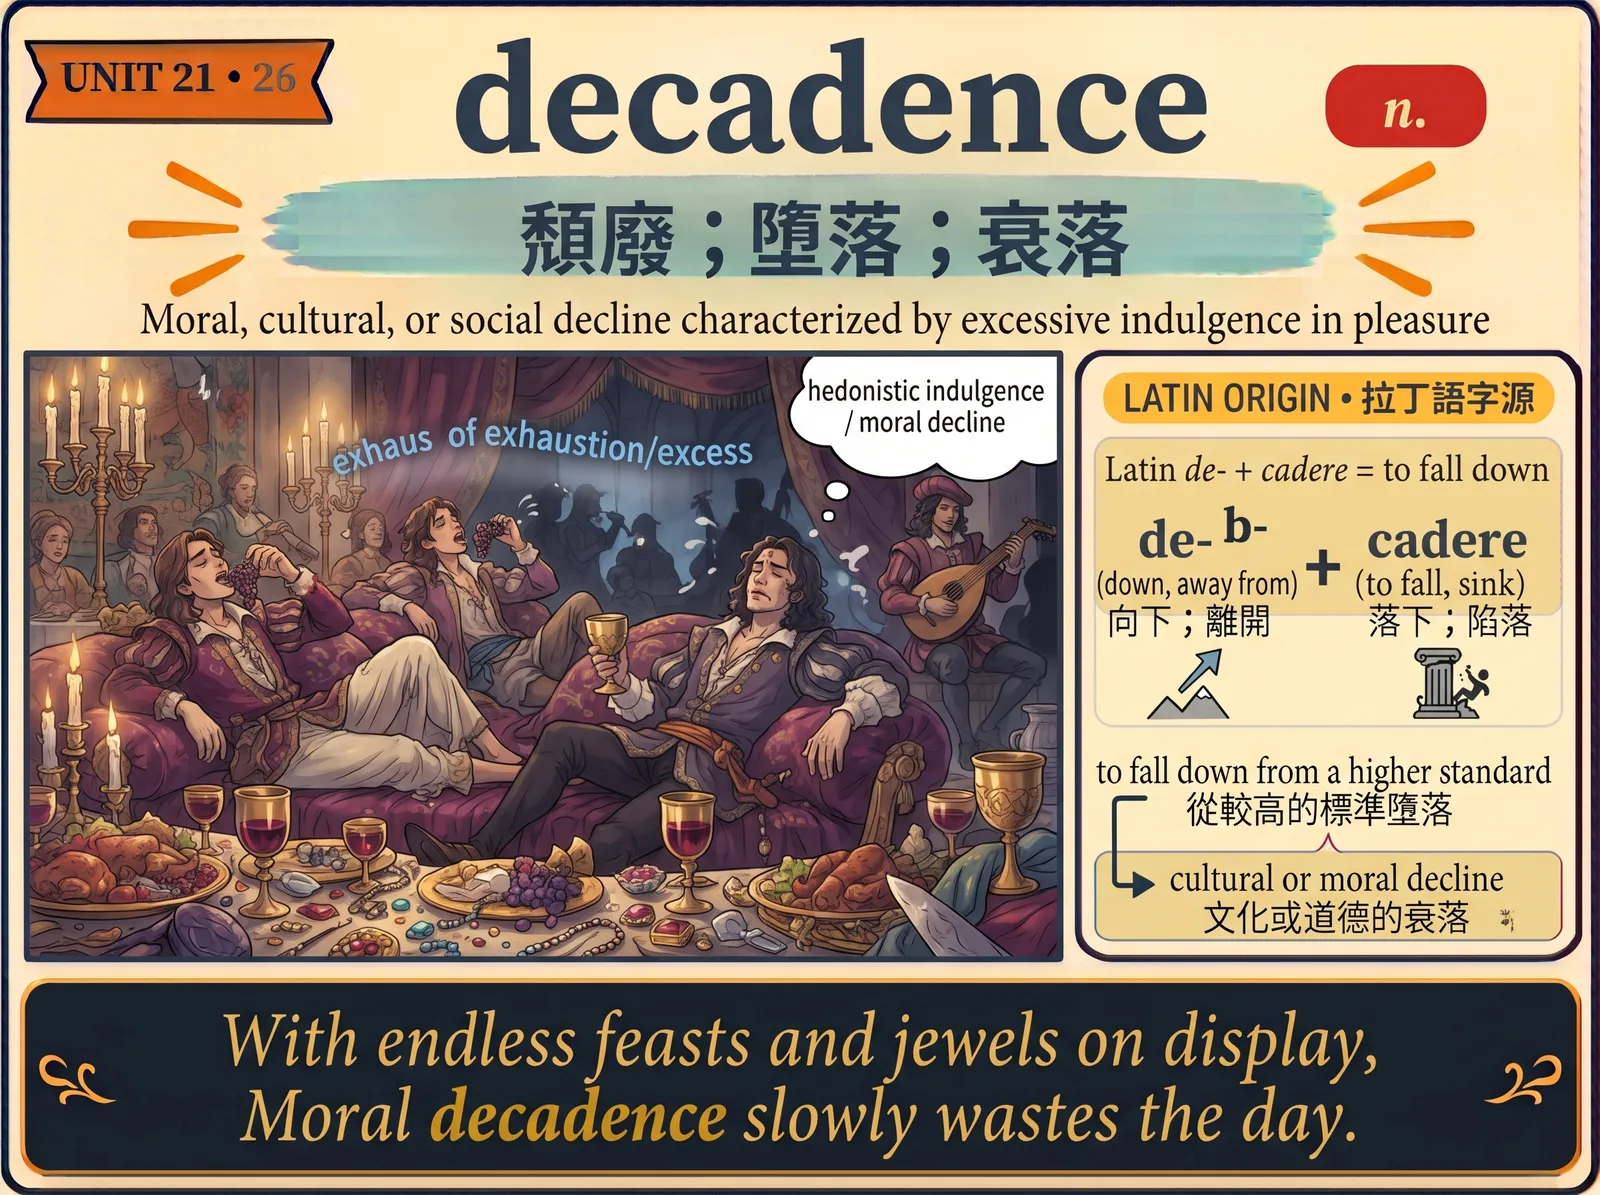 UNIT 21 • 26
decadence
n.
頹廢；墮落；衰落
Moral, cultural, or social decline characterized by excessive indulgence in pleasure
exhaus of exhaustion/excess
hedonistic indulgence
/ moral decline
LATIN ORIGIN • 拉丁語字源
Latin de- + cadere = to fall down
de- b- + cadere
(down, away from) (to fall, sink)
向下；離開 落下；陷落
to fall down from a higher standard
從較高的標準墮落
cultural or moral decline
文化或道德的衰落
With endless feasts and jewels on display,
Moral decadence slowly wastes the day.